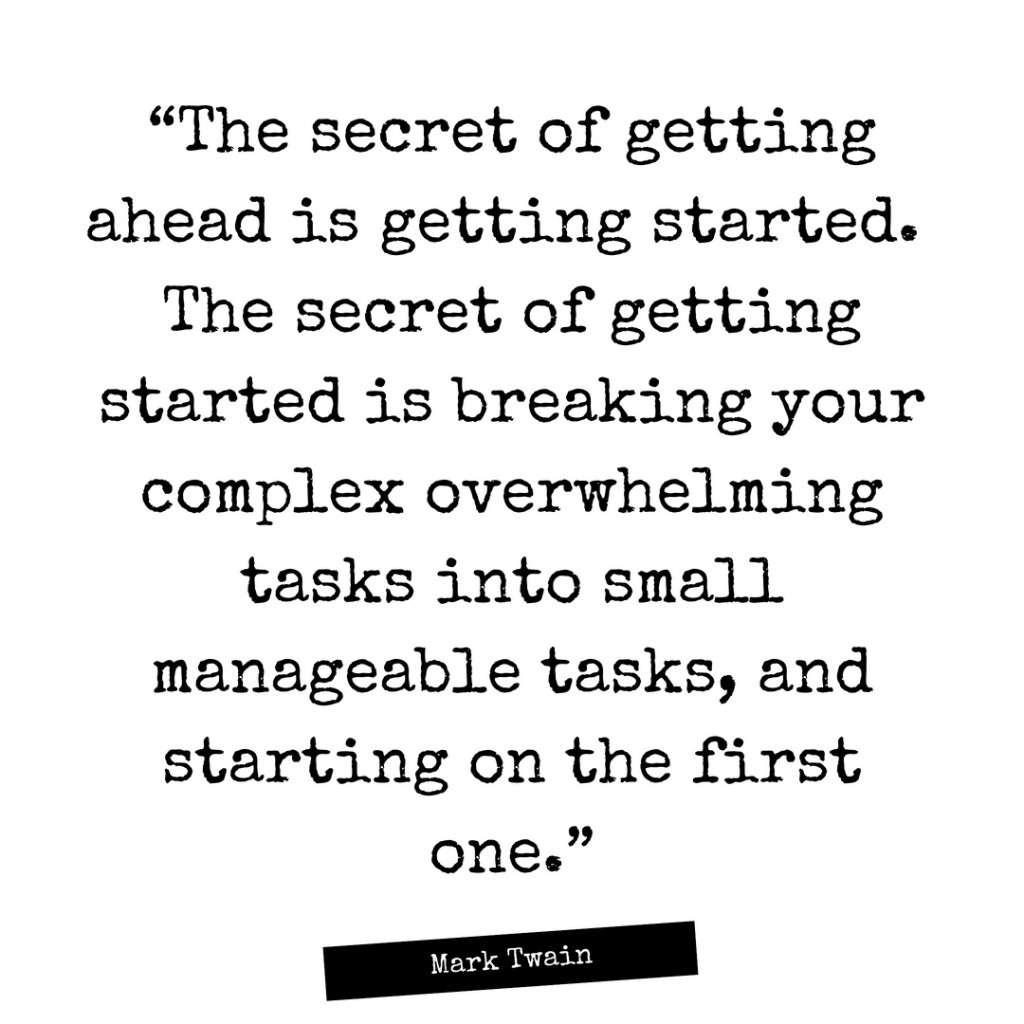 “The secret of getting
ahead is getting started.
The secret of getting
started is breaking your
complex overwhelming
tasks into small
manageable tasks, and
starting on the first
one.”
Mark Twain